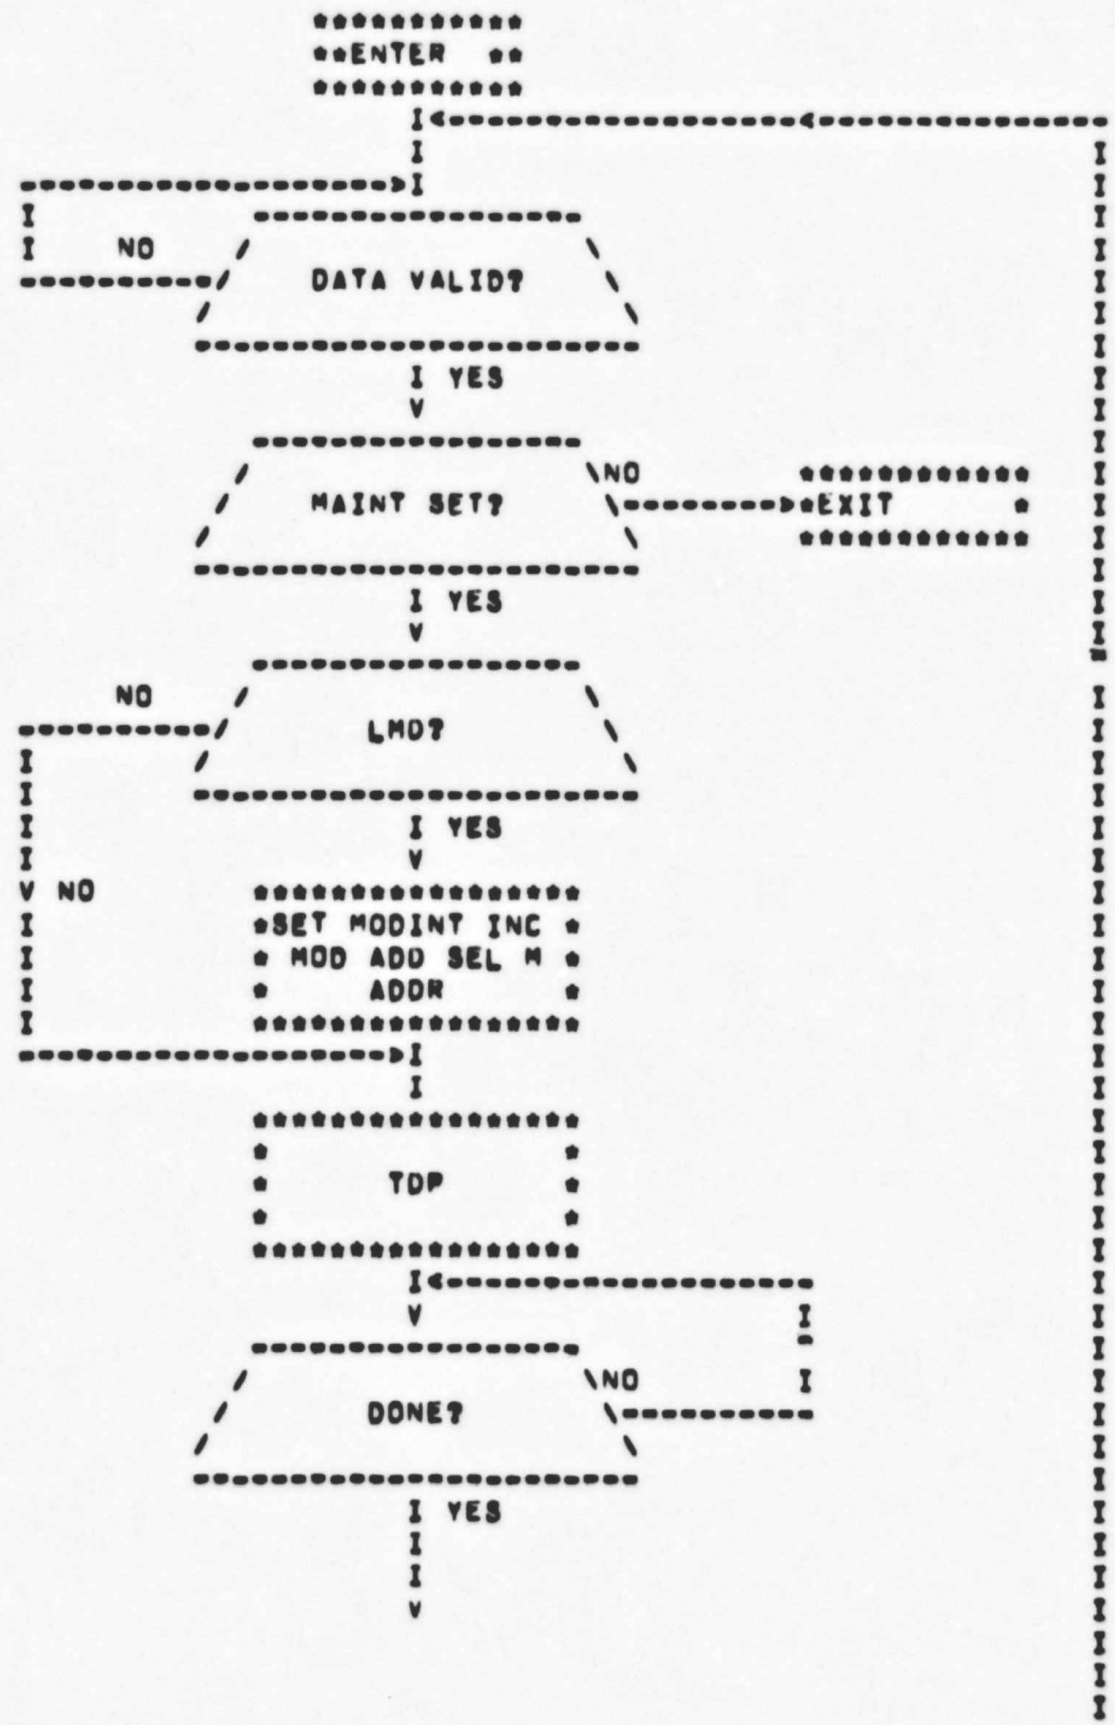 **ENTER **
NO
DATA VALID?
YES
NO
MAINT SET?
*EXIT *
YES
NO
LMD?
YES
NO
*SET MODINT INC *
* MOD ADD SEL M *
* ADDR *
TDP
NO
DONE?
YES